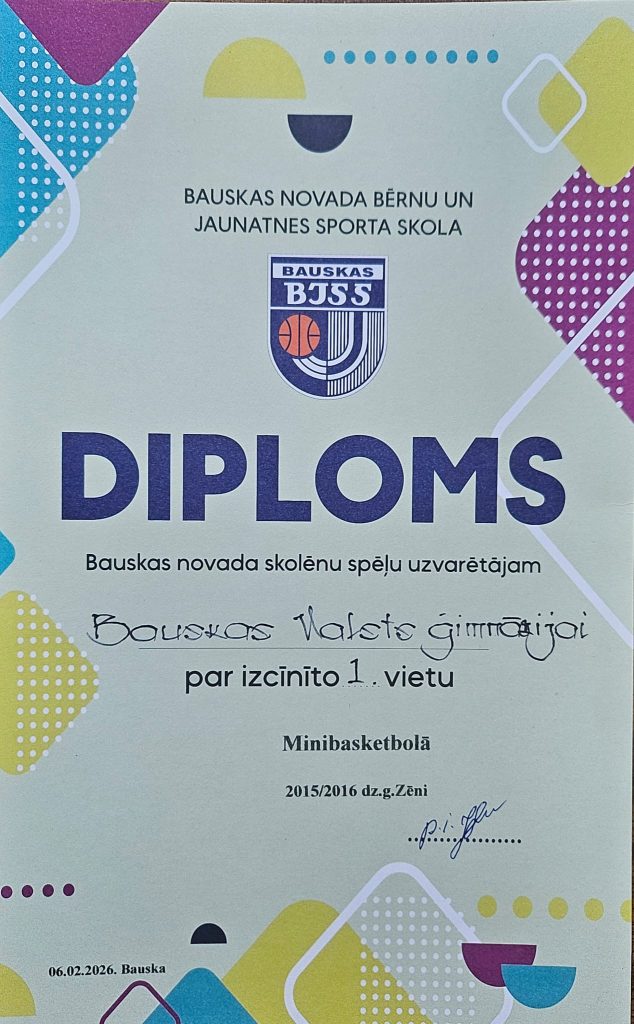 BAUSKAS NOVADA BĒRNU UN
JAUNATNES SPORTA SKOLA
BAUSKAS
BJSS
DIPLOMS
Bauskas novada skolēnu spēļu uzvarētājam
Bauskas Valsts ģimnāzijai
par izcīnīto 1. vietu
Minibasketbolā
2015/2016 dz.g.Zēni
p.i.
06.02.2026. Bauska